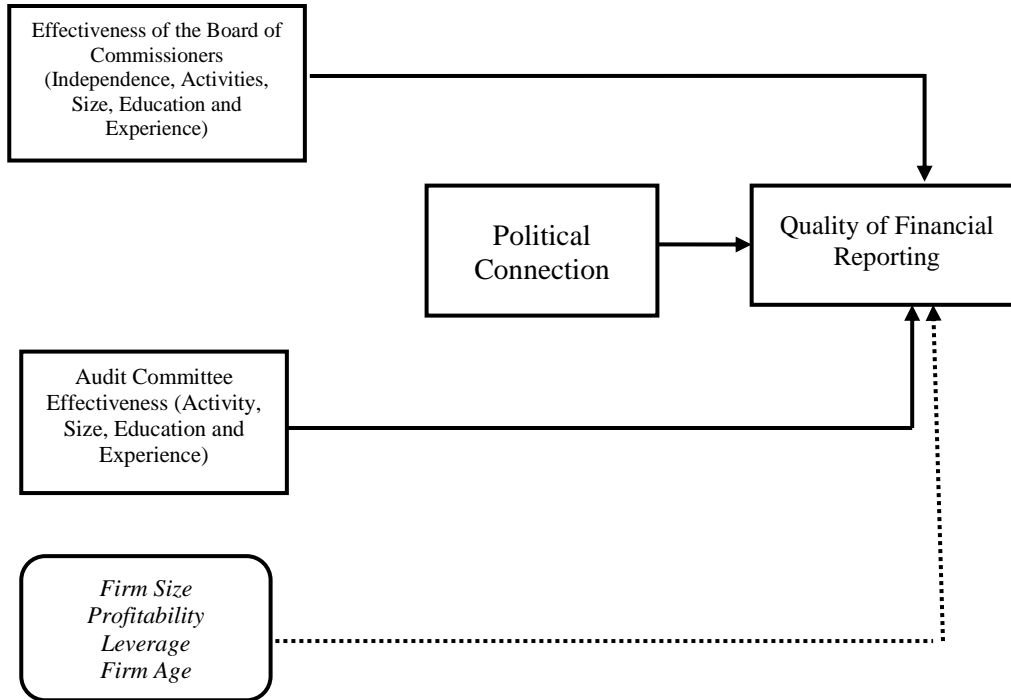 Effectiveness of the Board of
Commissioners
(Independence, Activities,
Size, Education and
Experience)
Political
Connection
Quality of Financial
Reporting
Audit Committee
Effectiveness (Activity,
Size, Education and
Experience)
Firm Size
Profitability
Leverage
Firm Age